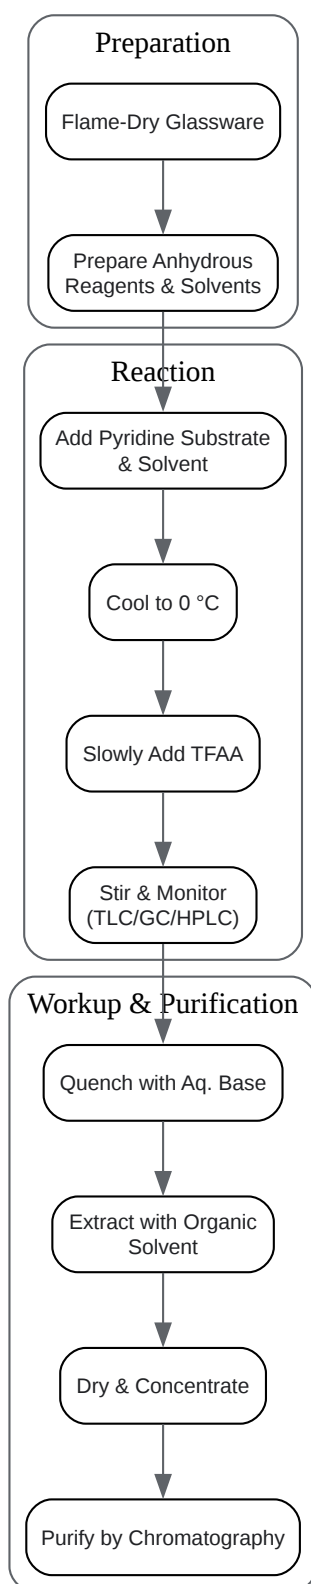 Preparation
Flame-Dry Glassware
Prepare Anhydrous
Reagents & Solvents
Reaction
Add Pyridine Substrate
& Solvent
Cool to 0 °C
Slowly Add TFAA
Stir & Monitor
(TLC/GC/HPLC)
Workup & Purification
Quench with Aq. Base
Extract with Organic
Solvent
Dry & Concentrate
Purify by Chromatography